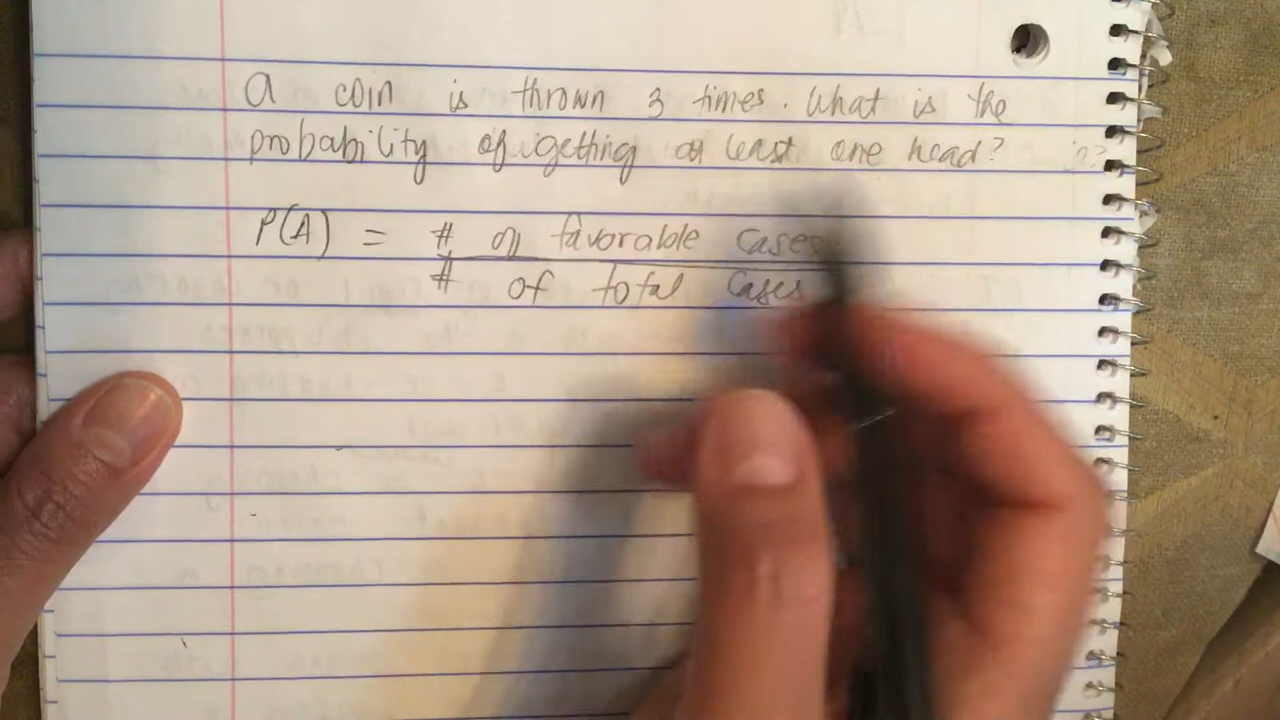 a coin is thrown 3 times. What is the
probability of getting at least one head?
P(A) = # of favorable cases
# of total cases